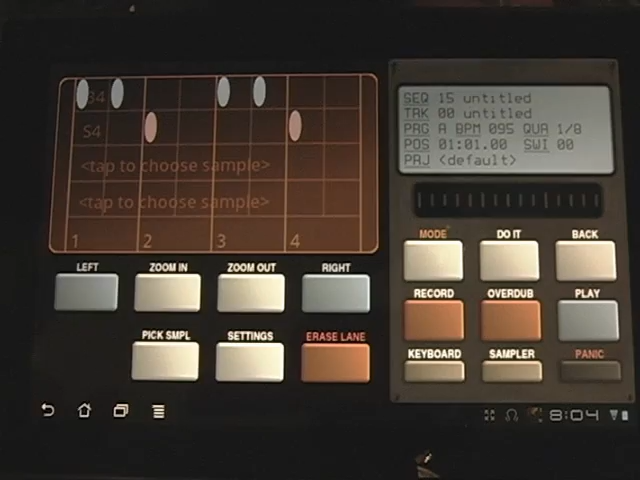 S4
<tap to choose sample>
<tap to choose sample>
1 2 3 4
LEFT ZOOM IN ZOOM OUT RIGHT
PICK SMPL SETTINGS ERASE LANE
SEQ 15 untitled
TRK 00 untitled
PRG A BPM 095 QUA 1/8
POS 01:01.00 SWI 00
PRJ <default>
MODE DO IT BACK
RECORD OVERDUB PLAY
KEYBOARD SAMPLER PANIC
8:04